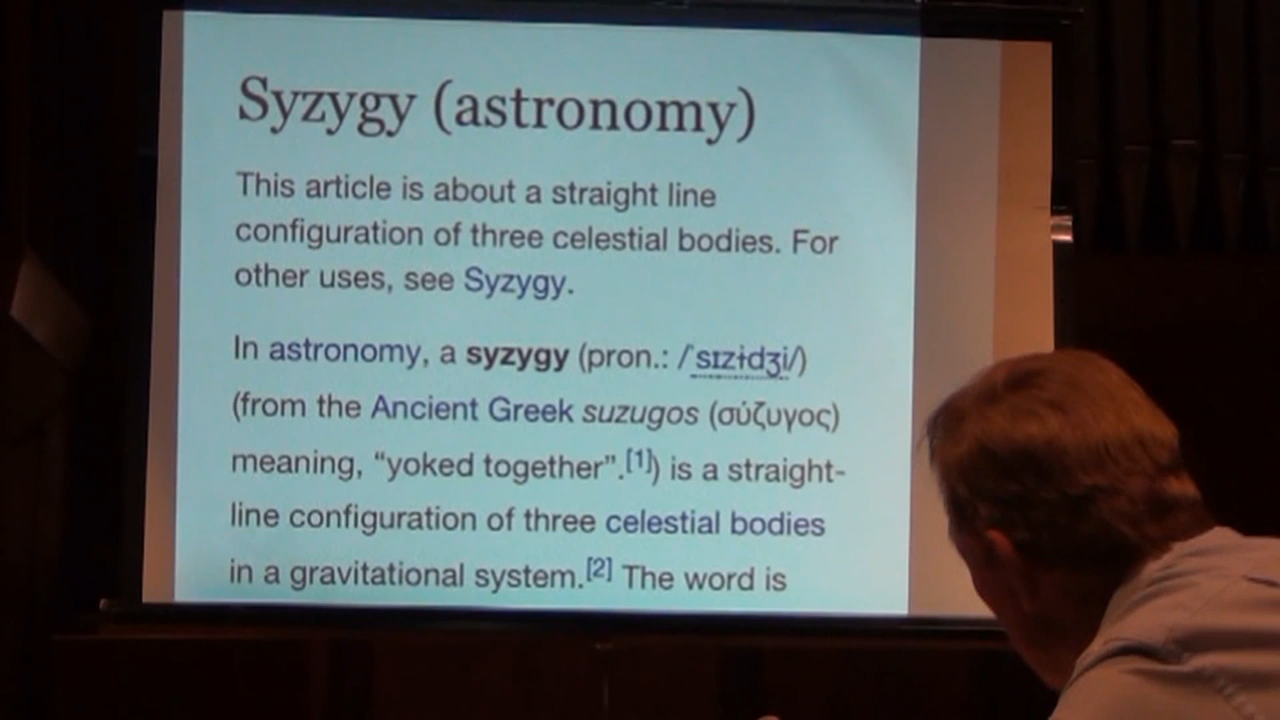 Syzygy (astronomy)
This article is about a straight line
configuration of three celestial bodies. For
other uses, see Syzygy.
In astronomy, a syzygy (pron.: /ˈsɪzɨdʒi/)
(from the Ancient Greek suzugos (σύζυγος)
meaning, “yoked together”.[1]) is a straight-
line configuration of three celestial bodies
in a gravitational system.[2] The word is